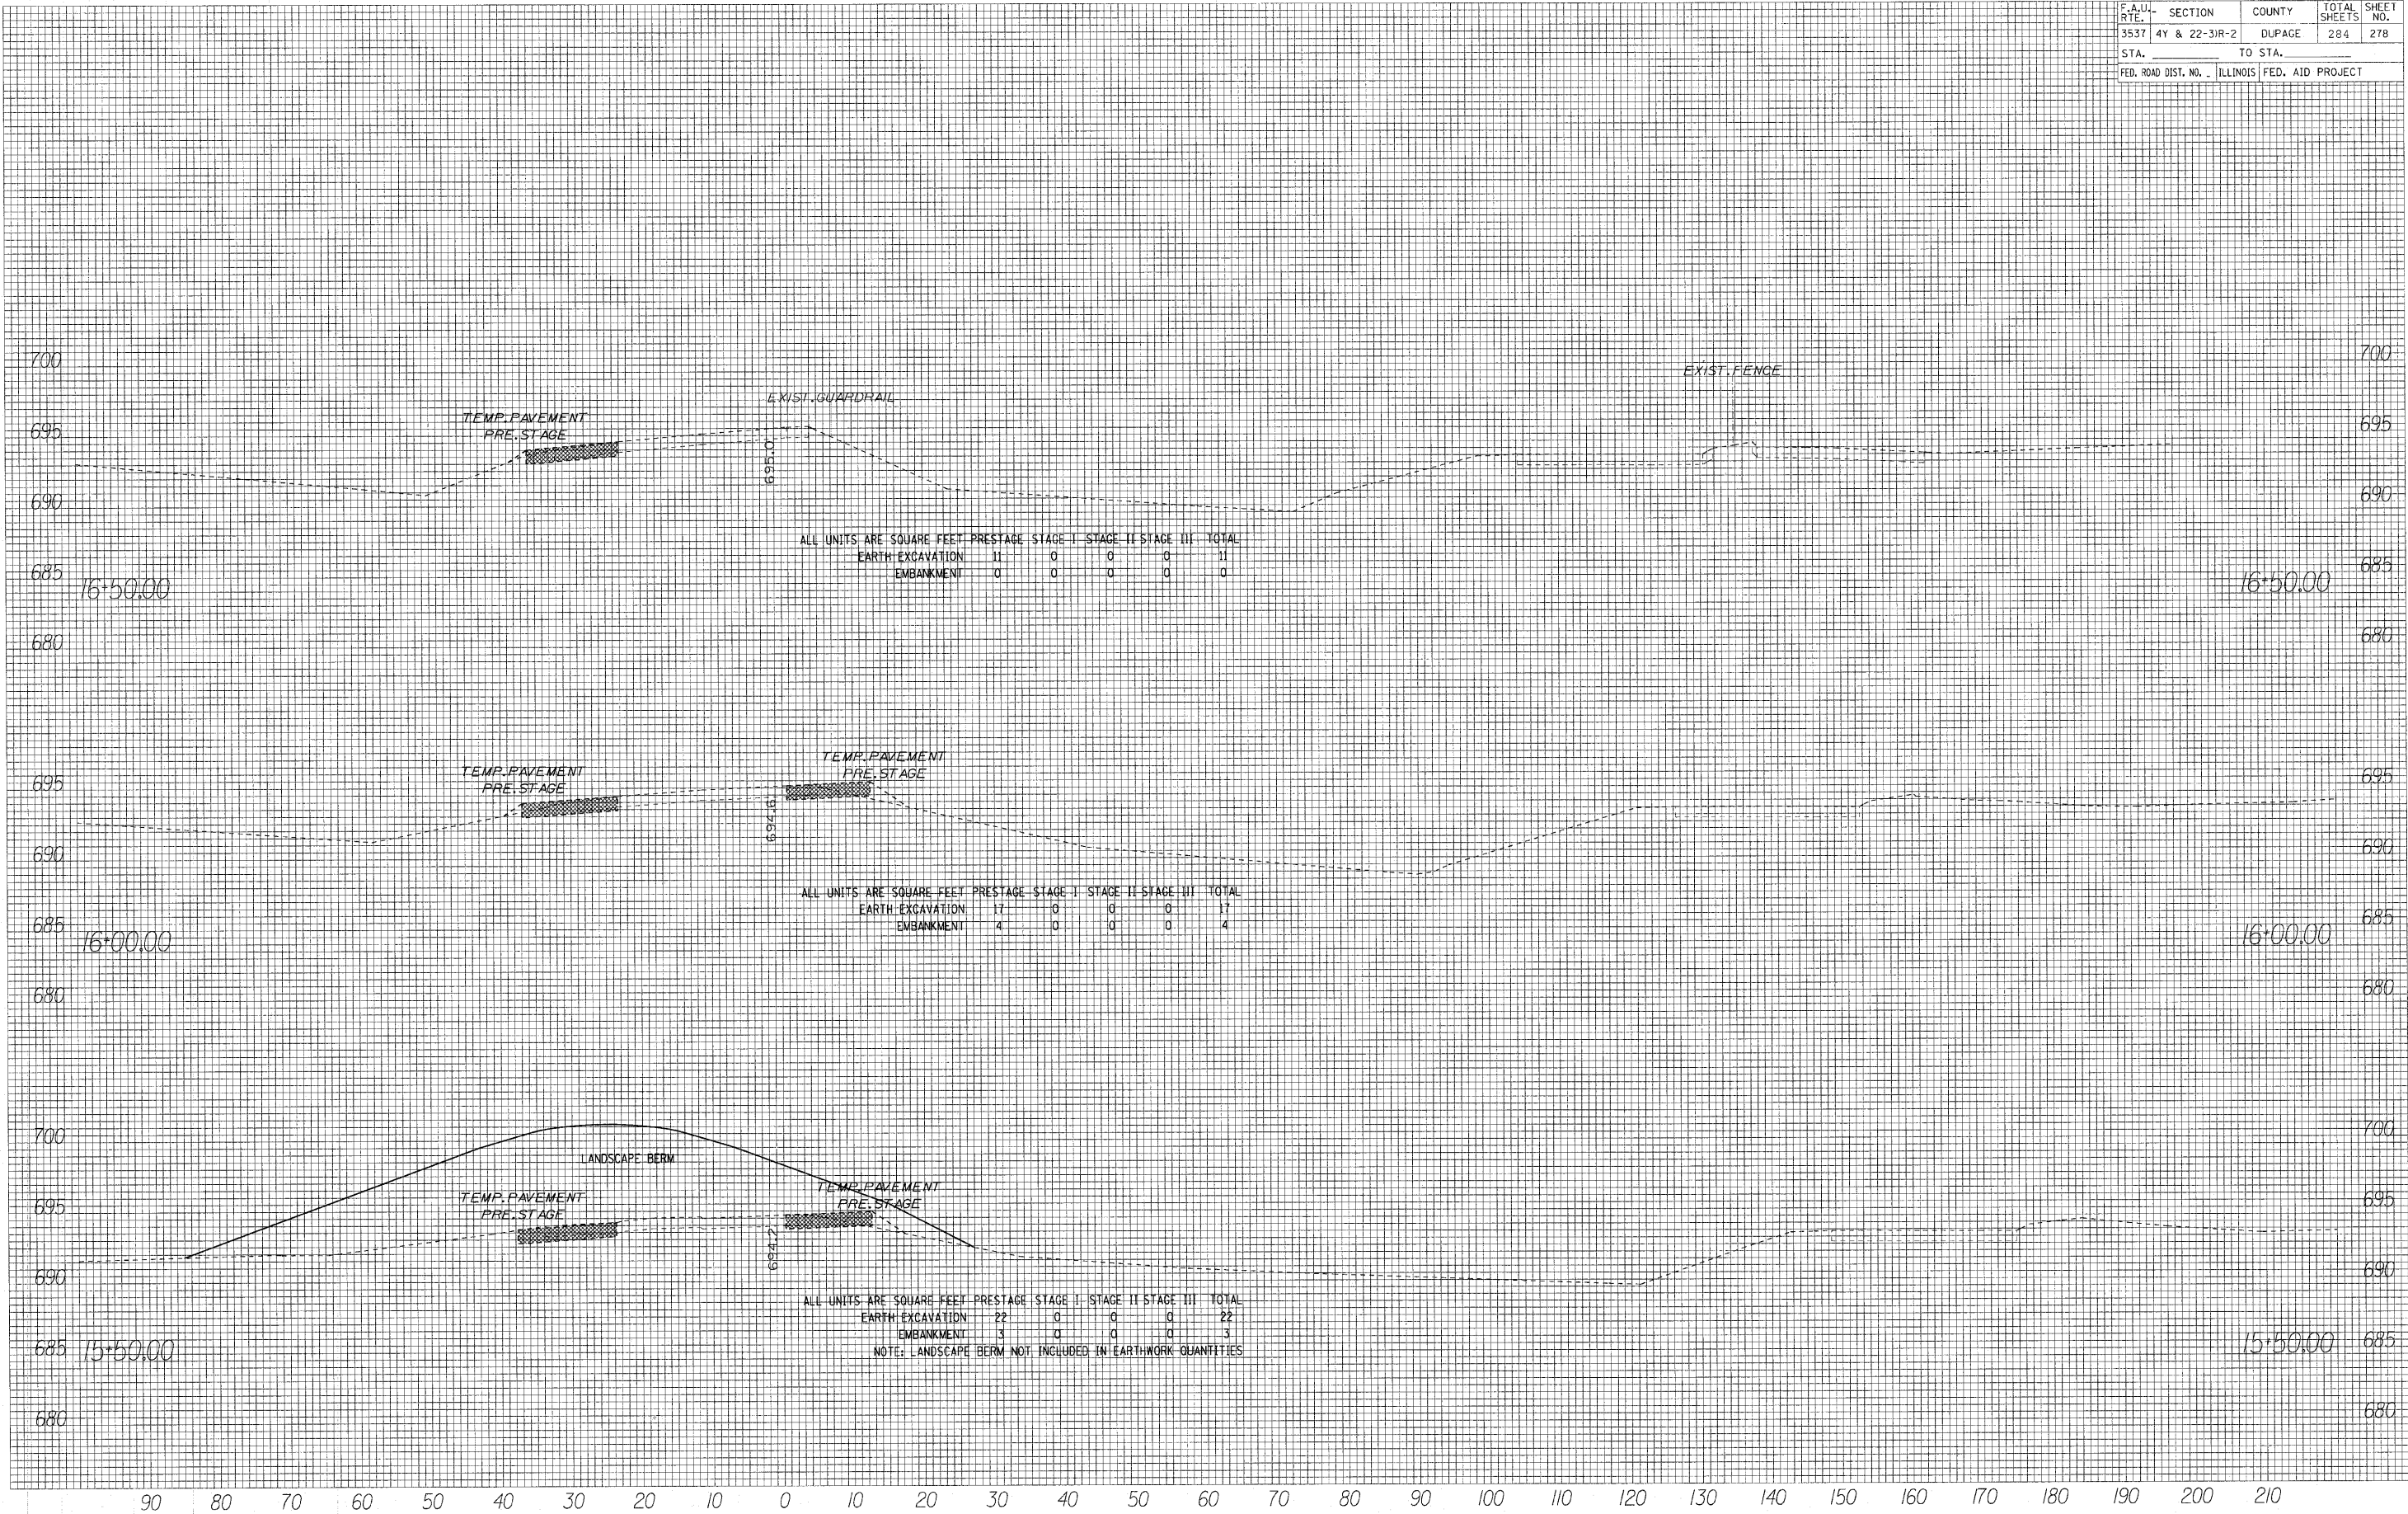 F.A.U. RTE. SECTION COUNTY TOTAL SHEETS SHEET NO.
3537 4Y & 22-3)R-2 DUPAGE 284 278
STA. TO STA.
FED. ROAD DIST. NO. - ILLINOIS FED. AID PROJECT
700 700
EXIST. FENCE
EXIST. GUARDRAIL
TEMP. PAVEMENT
PRE. STAGE
695 695
695.0
690 690
ALL UNITS ARE SQUARE FEET PRESTAGE STAGE I STAGE II STAGE III TOTAL
EARTH EXCAVATION 11 0 0 0 11
EMBANKMENT 0 0 0 0 0
685 685
16+50.00 16+50.00
680 680
TEMP. PAVEMENT
PRE. STAGE
TEMP. PAVEMENT
PRE. STAGE
695 695
694.6
690 690
ALL UNITS ARE SQUARE FEET PRESTAGE STAGE I STAGE II STAGE III TOTAL
EARTH EXCAVATION 17 0 0 0 17
EMBANKMENT 4 0 0 0 4
685 685
16+00.00 16+00.00
680 680
700 700
LANDSCAPE BERM
TEMP. PAVEMENT
PRE. STAGE
TEMP. PAVEMENT
PRE. STAGE
695 695
694.2
690 690
ALL UNITS ARE SQUARE FEET PRESTAGE STAGE I STAGE II STAGE III TOTAL
EARTH EXCAVATION 22 0 0 0 22
EMBANKMENT 3 0 0 0 3
NOTE: LANDSCAPE BERM NOT INCLUDED IN EARTHWORK QUANTITIES
685 15+50.00 15+50.00 685
680 680
90 80 70 60 50 40 30 20 10 0 10 20 30 40 50 60 70 80 90 100 110 120 130 140 150 160 170 180 190 200 210